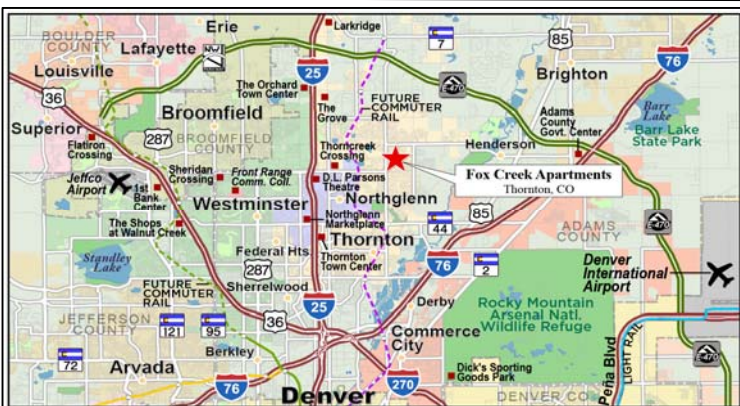 Erie
Larkridge
BOULDER
COUNTY
Lafayette
NW
7
85
Louisville
25
76
36
The Orchard
Town Center
E-470
Brighton
FUTURE
COMMUTER
RAIL
Superior
Broomfield
The
Grove
Adams
County
Govt. Center
Barr
Lake
Barr Lake
State Park
287
BROOMFIELD
COUNTY
Flatiron
Crossing
Thorncreek
Crossing
Henderson
Sheridan
Crossing
Front Range
Comm. Coll.
D.L. Parsons
Theatre
Fox Creek Apartments
Thornton, CO
Jeffco
Airport
1st
Bank
Center
Westminster
Northglenn
85
E-470
The Shops
at Walnut Creek
Northglenn
Marketplace
44
ADAMS
COUNTY
Thornton
Standley
Lake
Federal Hts.
Thornton
Town Center
76
2
Denver
International
Airport
287
FUTURE
COMMUTER
RAIL
Sherrelwood
25
Derby
Rocky Mountain
Arsenal Natl.
Wildlife Refuge
JEFFERSON
COUNTY
121
95
36
Commerce
City
E-470
72
Berkley
Arvada
Dick's Sporting
Goods Park
Peña Blvd
LIGHT RAIL
76
Denver
270
DENVER CO